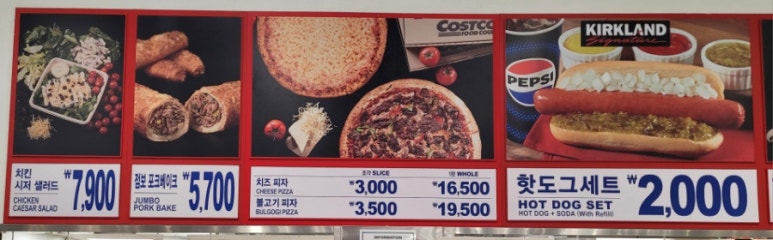 치킨
시저 샐러드
₩7,900
CHICKEN
CAESAR SALAD
점보 포크베이크
₩5,700
JUMBO
PORK BAKE
COSTCO
FOOD COURT
조각 SLICE
1판 WHOLE
치즈 피자
CHEESE PIZZA
₩3,000
₩16,500
불고기 피자
BULGOGI PIZZA
₩3,500
₩19,500
KIRKLAND
Signature
PEPSI
핫도그세트 ₩2,000
HOT DOG SET
HOT DOG + SODA (With Refill)
INFORMATION